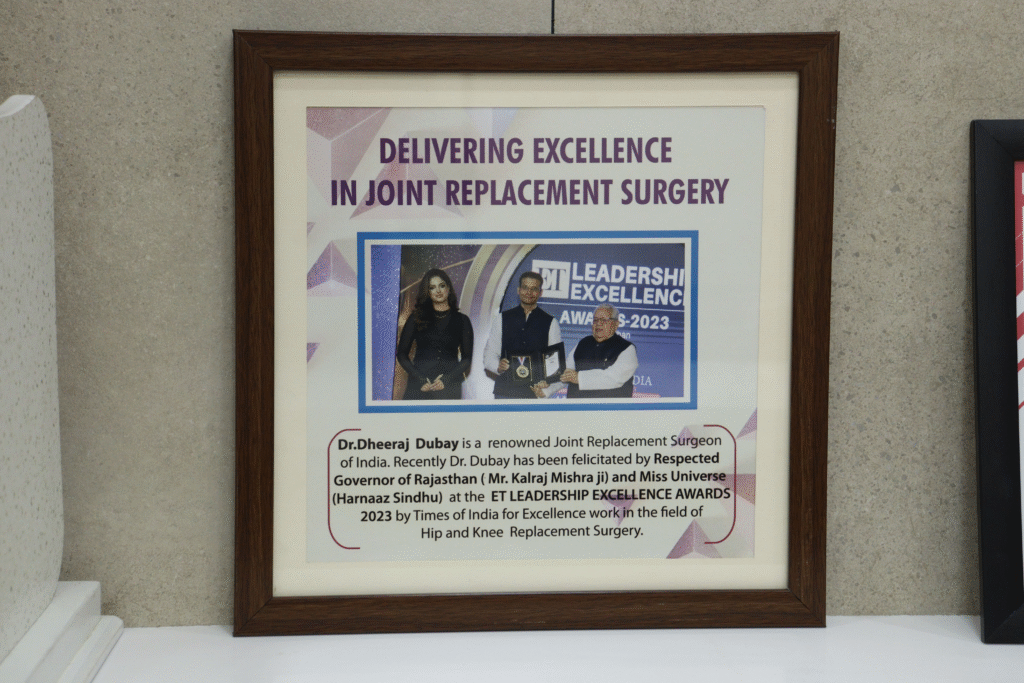 DELIVERING EXCELLENCE
IN JOINT REPLACEMENT SURGERY
ET LEADERSHI
EXCELLENC
AWA S-2023
DIA
Dr.Dheeraj Dubay is a renowned Joint Replacement Surgeon
of India. Recently Dr. Dubay has been felicitated by Respected
Governor of Rajasthan ( Mr. Kalraj Mishra ji) and Miss Universe
(Harnaaz Sindhu) at the ET LEADERSHIP EXCELLENCE AWARDS
2023 by Times of India for Excellence work in the field of
Hip and Knee Replacement Surgery.